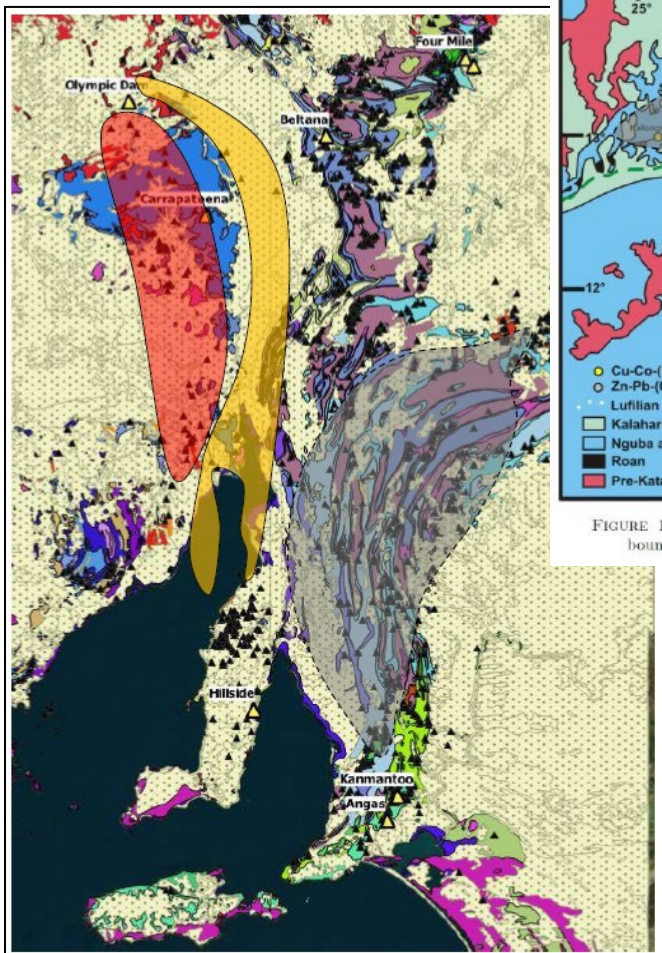 Four Mile
Olympic Dam
Beltana
Carrapateena
Hillside
Kanmantoo
Angas
25°
12°
Cu-Co-(
Zn-Pb-(
Lufilian
Kalahar
Nguba a
Roan
Pre-Kata
FIGURE 1
boun